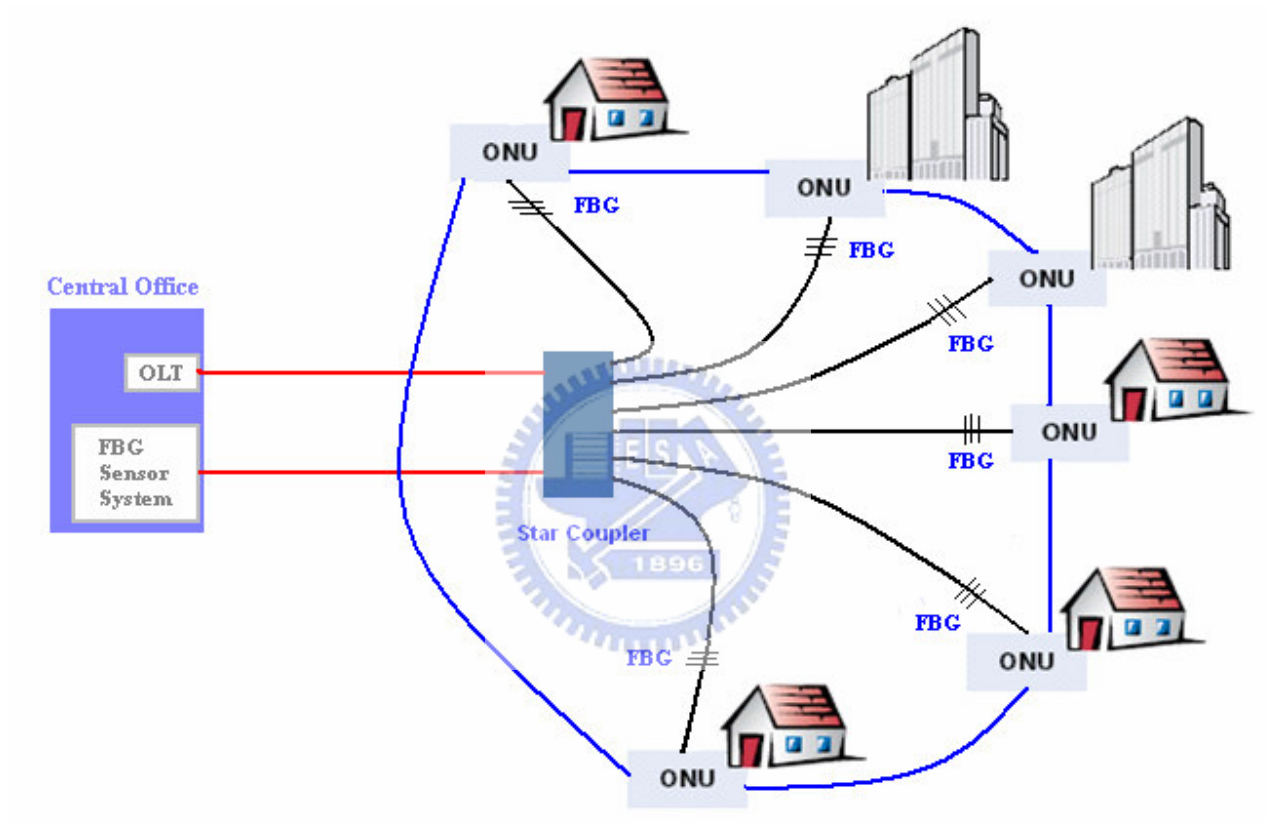 ONU
FBG
ONU
FBG
ONU
FBG
Central Office
OLT
FBG
Sensor
System
ONU
FBG
Star Coupler
ESA
1896
FBG
ONU
FBG
ONU